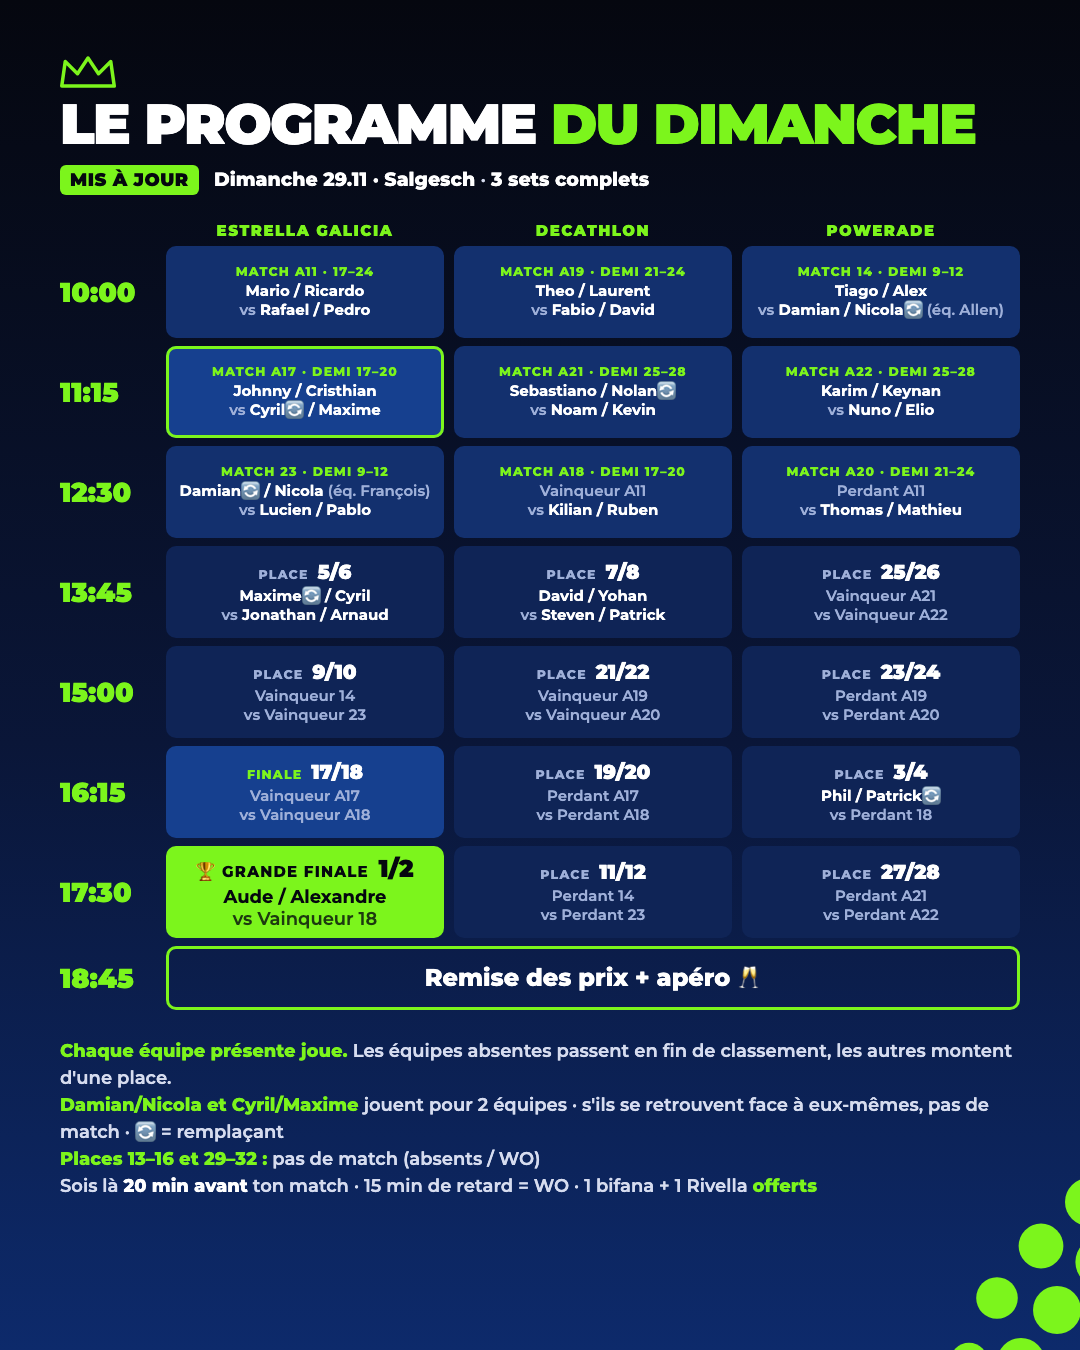 LE PROGRAMME DU DIMANCHE
MIS À JOUR Dimanche 29.11 • Salgesch · 3 sets complets
ESTRELLA GALICIA DECATHLON POWERADE
10:00
MATCH A11 · 17–24
Mario / Ricardo
vs Rafael / Pedro
MATCH A19 · DEMI 21–24
Theo / Laurent
vs Fabio / David
MATCH 14 · DEMI 9–12
Tiago / Alex
vs Damian / Nicola🔄 (éq. Allen)
11:15
MATCH A17 · DEMI 17–20
Johnny / Cristhian
vs Cyril🔄 / Maxime
MATCH A21 · DEMI 25–28
Sebastiano / Nolan🔄
vs Noam / Kevin
MATCH A22 · DEMI 25–28
Karim / Keynan
vs Nuno / Elio
12:30
MATCH 23 · DEMI 9–12
Damian🔄 / Nicola (éq. François)
vs Lucien / Pablo
MATCH A18 · DEMI 17–20
Vainqueur A11
vs Kilian / Ruben
MATCH A20 · DEMI 21–24
Perdant A11
vs Thomas / Mathieu
13:45
PLACE 5/6
Maxime🔄 / Cyril
vs Jonathan / Arnaud
PLACE 7/8
David / Yohan
vs Steven / Patrick
PLACE 25/26
Vainqueur A21
vs Vainqueur A22
15:00
PLACE 9/10
Vainqueur 14
vs Vainqueur 23
PLACE 21/22
Vainqueur A19
vs Vainqueur A20
PLACE 23/24
Perdant A19
vs Perdant A20
16:15
FINALE 17/18
Vainqueur A17
vs Vainqueur A18
PLACE 19/20
Perdant A17
vs Perdant A18
PLACE 3/4
Phil / Patrick🔄
vs Perdant 18
17:30
🏆 GRANDE FINALE 1/2
Aude / Alexandre
vs Vainqueur 18
PLACE 11/12
Perdant 14
vs Perdant 23
PLACE 27/28
Perdant A21
vs Perdant A22
18:45
Remise des prix + apéro 🥂
Chaque équipe présente joue. Les équipes absentes passent en fin de classement, les autres montent
d'une place.
Damian/Nicola et Cyril/Maxime jouent pour 2 équipes · s'ils se retrouvent face à eux-mêmes, pas de
match · 🔄 = remplaçant
Places 13–16 et 29–32 : pas de match (absents / WO)
Sois là 20 min avant ton match · 15 min de retard = WO · 1 bifana + 1 Rivella offerts